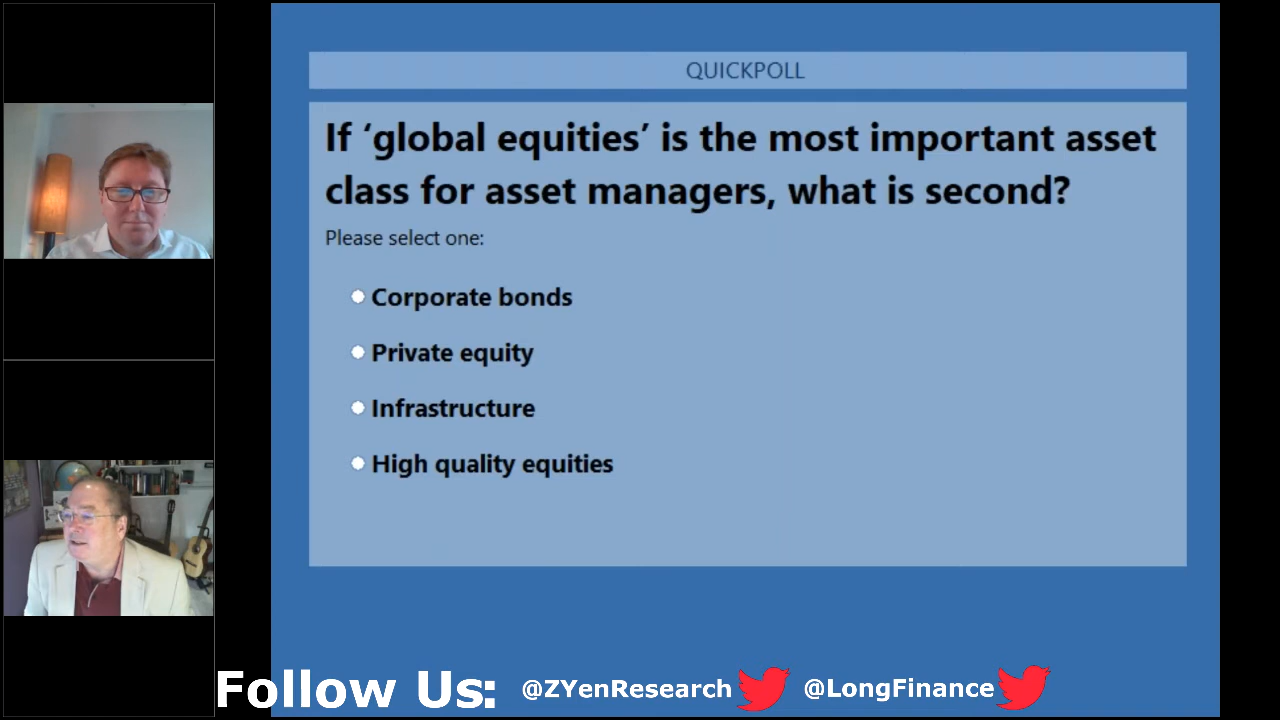 QUICKPOLL
If ‘global equities’ is the most important asset
class for asset managers, what is second?
Please select one:
Corporate bonds
Private equity
Infrastructure
High quality equities
Follow Us: @ZYenResearch @LongFinance